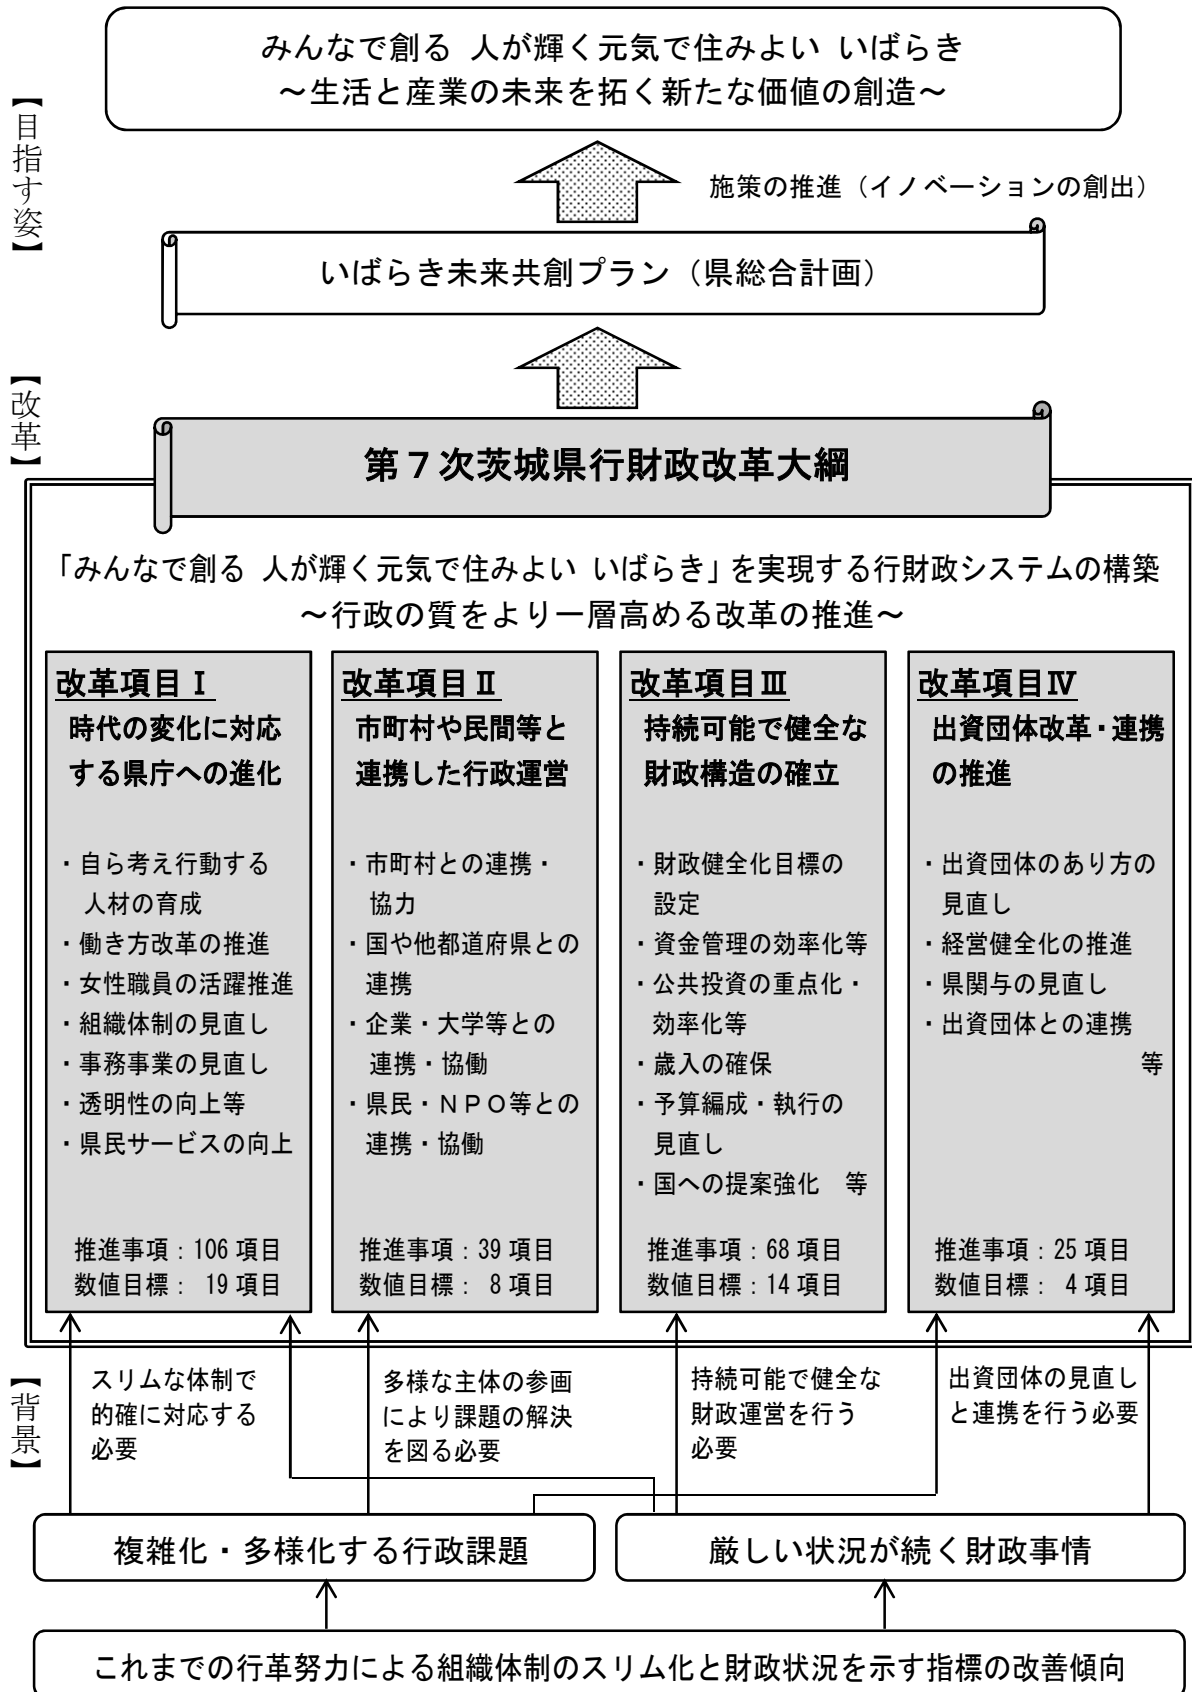 みんなで創る 人が輝く元気で住みよい いばらき
～生活と産業の未来を拓く新たな価値の創造～
【目指す姿】
施策の推進（イノベーションの創出）
いばらき未来共創プラン（県総合計画）
【改革】
第７次茨城県行財政改革大綱
「みんなで創る 人が輝く元気で住みよい いばらき」を実現する行財政システムの構築
～行政の質をより一層高める改革の推進～
改革項目Ⅰ
時代の変化に対応
する県庁への進化
・自ら考え行動する
人材の育成
・働き方改革の推進
・女性職員の活躍推進
・組織体制の見直し
・事務事業の見直し
・透明性の向上等
・県民サービスの向上
推進事項：106 項目
数値目標： 19 項目
改革項目Ⅱ
市町村や民間等と
連携した行政運営
・市町村との連携・
協力
・国や他都道府県との
連携
・企業・大学等との
連携・協働
・県民・ＮＰＯ等との
連携・協働
推進事項：39 項目
数値目標： 8 項目
改革項目Ⅲ
持続可能で健全な
財政構造の確立
・財政健全化目標の
設定
・資金管理の効率化等
・公共投資の重点化・
効率化等
・歳入の確保
・予算編成・執行の
見直し
・国への提案強化 等
推進事項：68 項目
数値目標：14 項目
改革項目Ⅳ
出資団体改革・連携
の推進
・出資団体のあり方の
見直し
・経営健全化の推進
・県関与の見直し
・出資団体との連携
等
推進事項：25 項目
数値目標： 4 項目
【背景】
スリムな体制で
的確に対応する
必要
多様な主体の参画
により課題の解決
を図る必要
持続可能で健全な
財政運営を行う
必要
出資団体の見直し
と連携を行う必要
複雑化・多様化する行政課題
厳しい状況が続く財政事情
これまでの行革努力による組織体制のスリム化と財政状況を示す指標の改善傾向